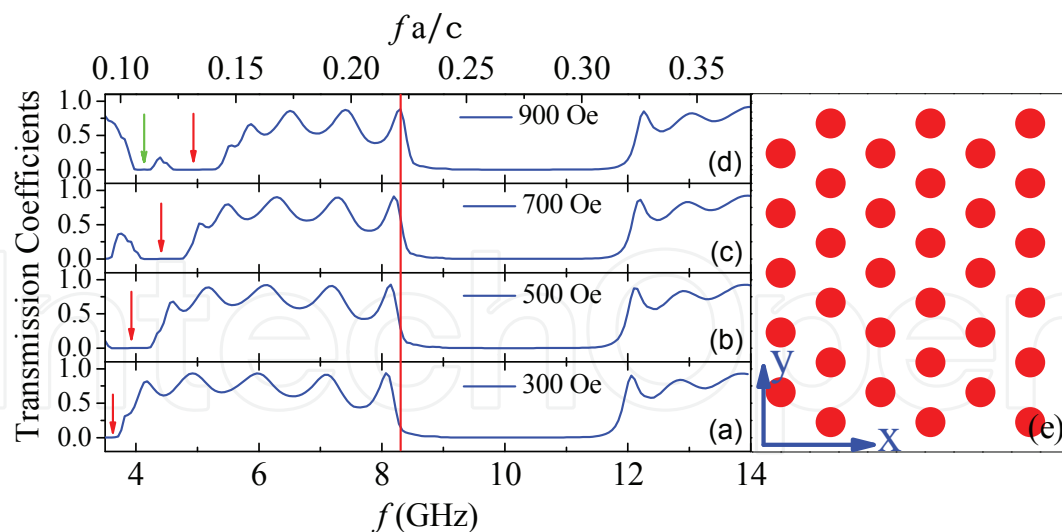 f a/c
0.10 0.15 0.20 0.25 0.30 0.35
Transmission Coefficients
1.0
0.5
0.0
900 Oe
(d)
1.0
0.5
0.0
700 Oe
(c)
1.0
0.5
0.0
500 Oe
(b)
1.0
0.5
0.0
300 Oe
(a)
4 6 8 10 12 14
f (GHz)
y
x
(e)
IntechOpen